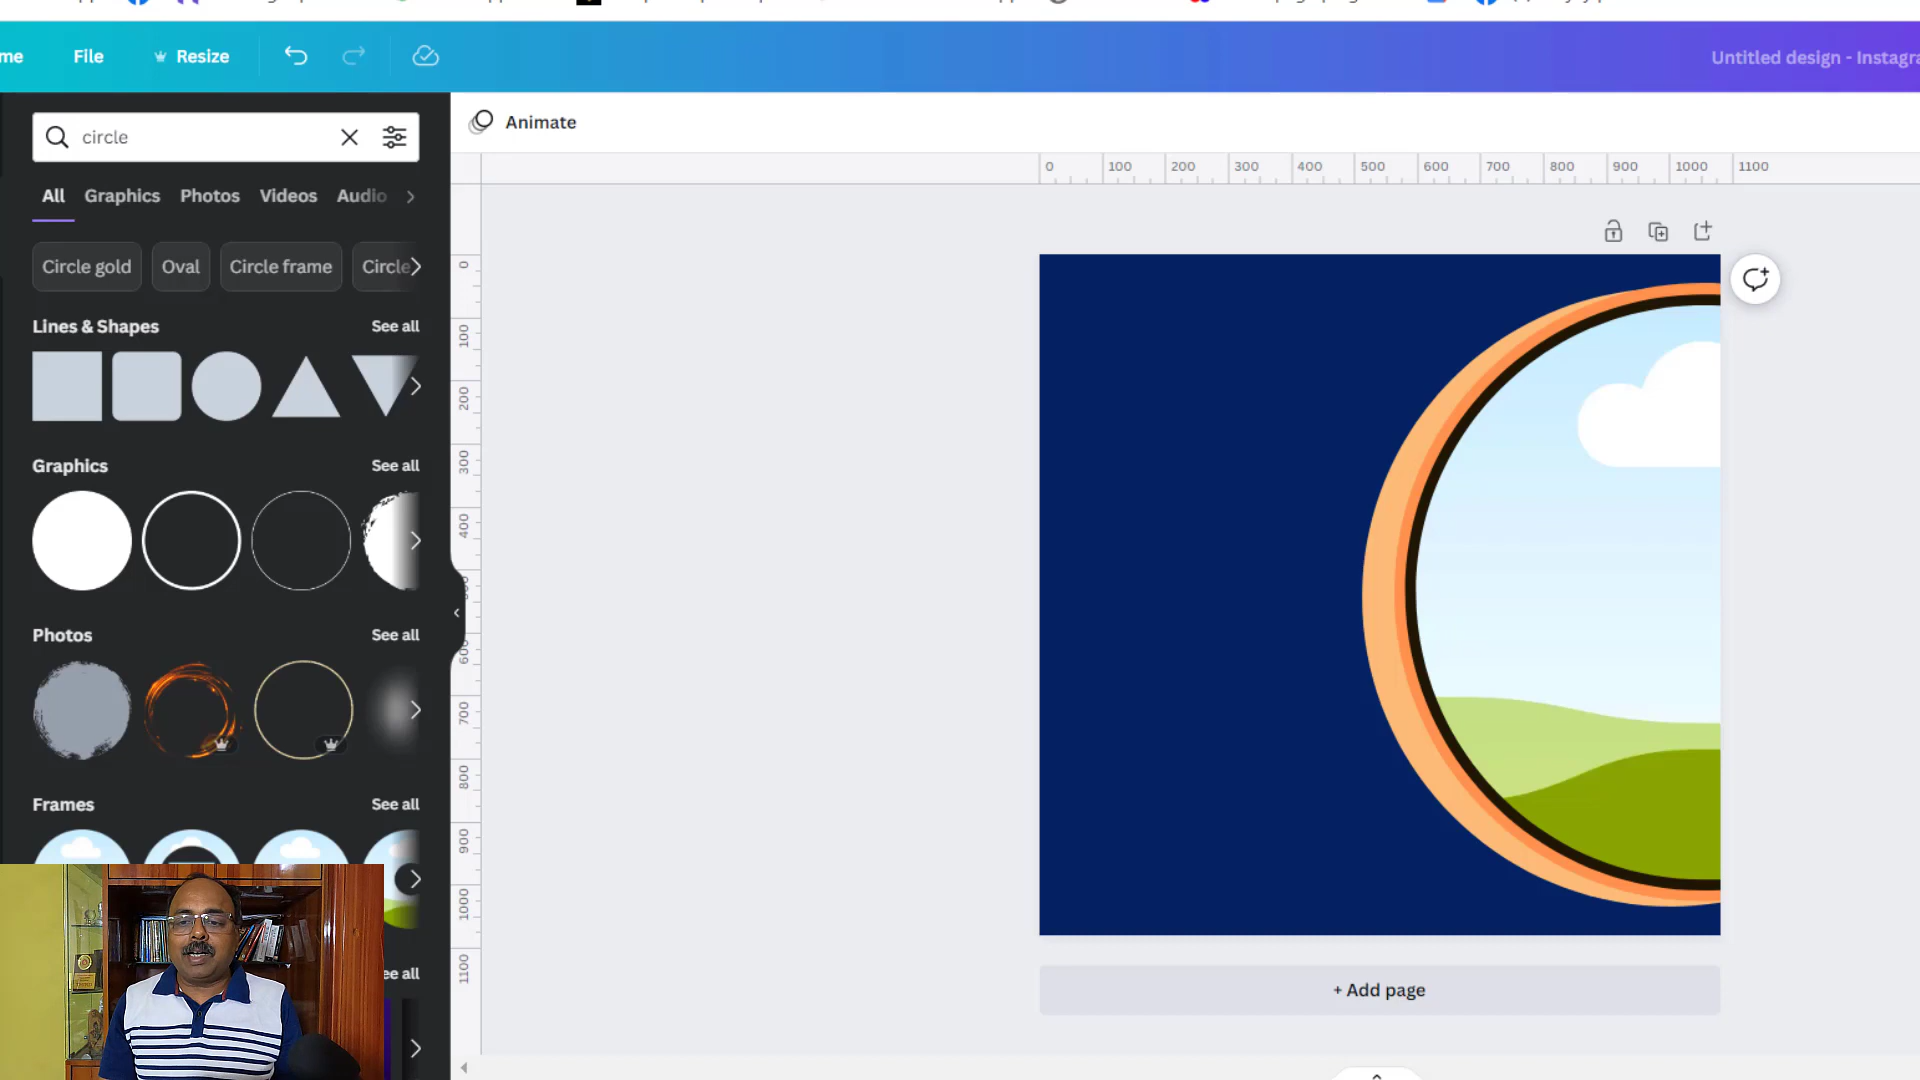 me File Resize Untitled design - Instagra
circle
Animate
0 100 200 300 400 500 600 700 800 900 1000 1100
All Graphics Photos Videos Audio
Circle gold Oval Circle frame Circle
Lines & Shapes See all
Graphics See all
Photos See all
Frames See all
ee all
0
100
200
300
400
600
700
800
900
1000
1100
+ Add page